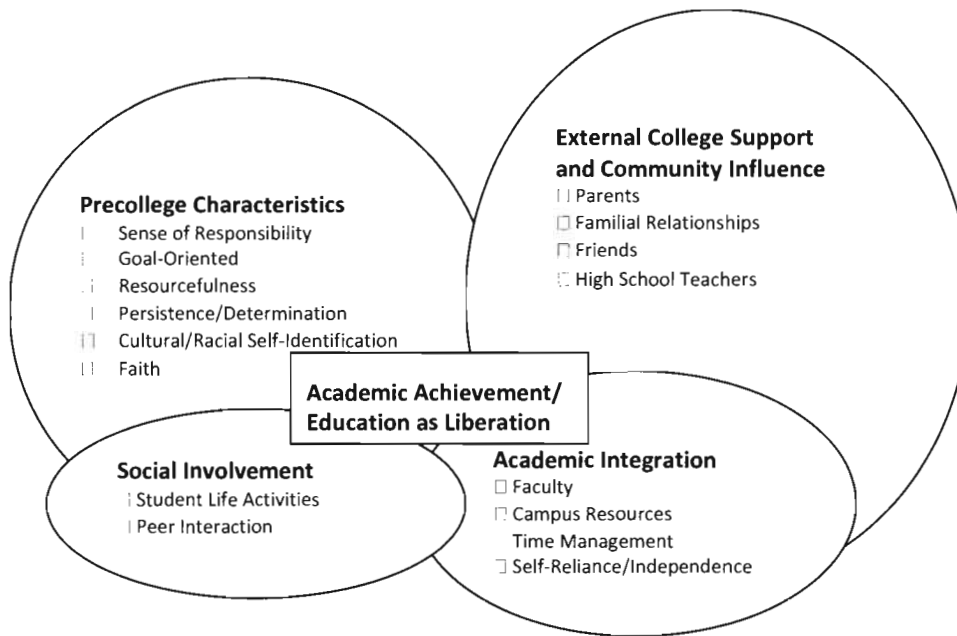 Precollege Characteristics
Sense of Responsibility
Goal-Oriented
Resourcefulness
Persistence/Determination
Cultural/Racial Self-Identification
Faith
External College Support
and Community Influence
Parents
Familial Relationships
Friends
High School Teachers
Academic Achievement/
Education as Liberation
Social Involvement
Student Life Activities
Peer Interaction
Academic Integration
Faculty
Campus Resources
Time Management
Self-Reliance/Independence